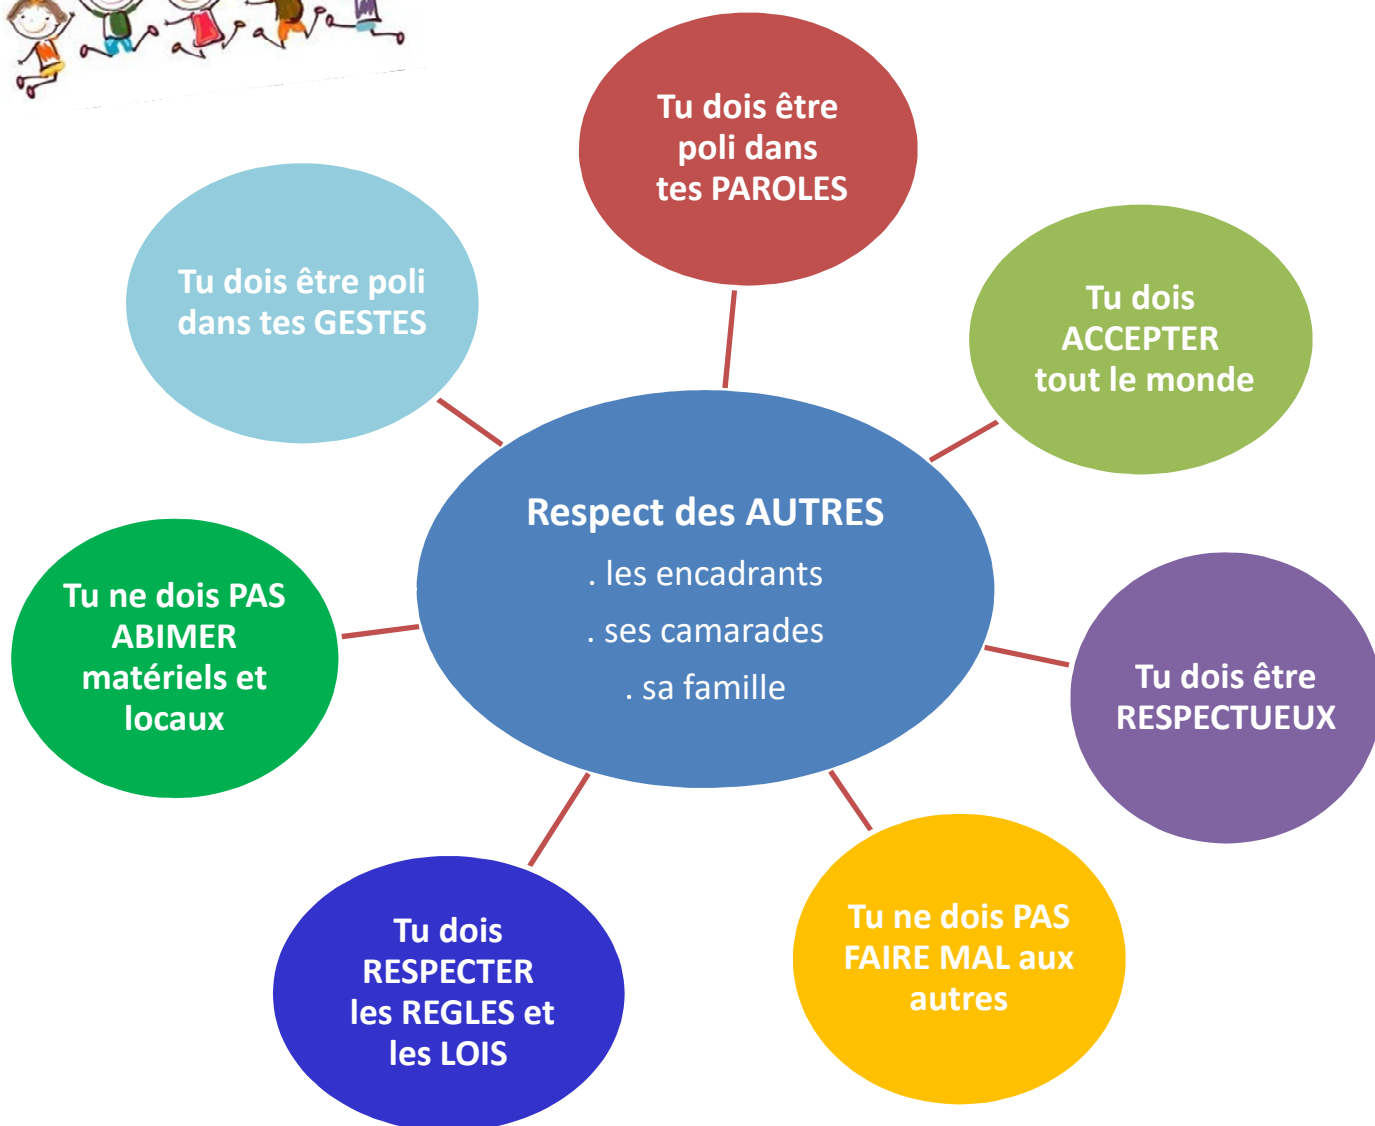 Tu dois être
poli dans
tes PAROLES
Tu dois être poli
dans tes GESTES
Tu dois
ACCEPTER
tout le monde
Respect des AUTRES
. les encadrants
. ses camarades
. sa famille
Tu ne dois PAS
ABIMER
matériels et
locaux
Tu dois être
RESPECTUEUX
Tu dois
RESPECTER
les REGLES et
les LOIS
Tu ne dois PAS
FAIRE MAL aux
autres